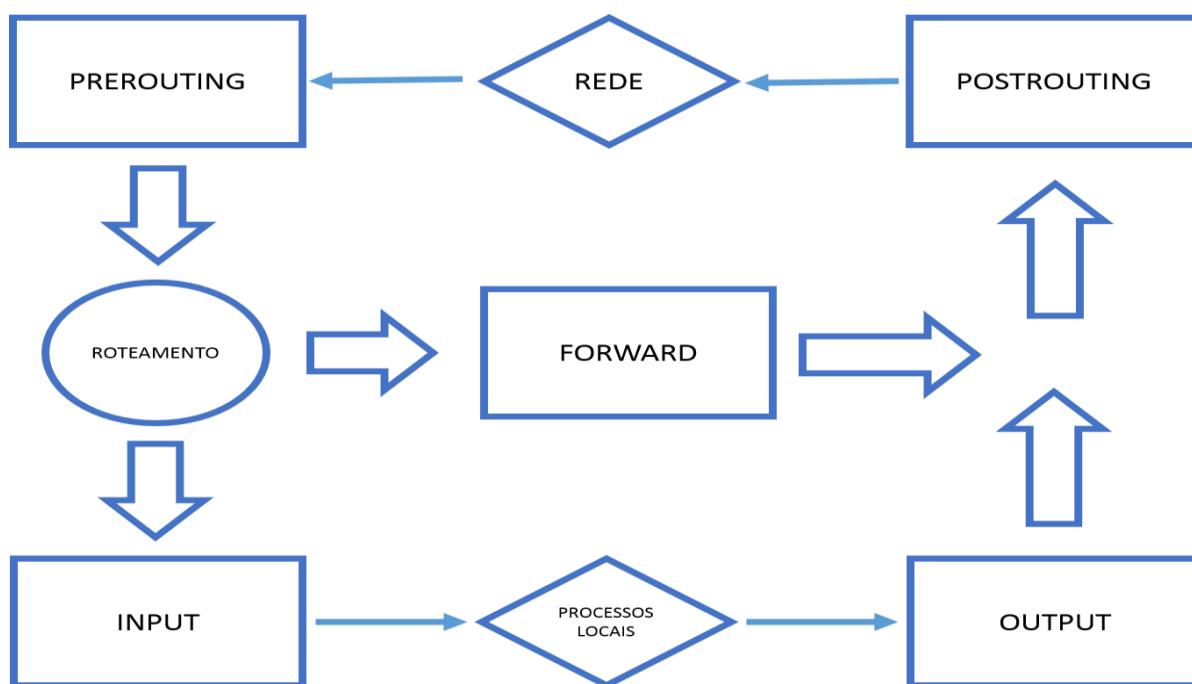 PREROUTING
REDE
POSTROUTING
ROTEAMENTO
FORWARD
INPUT
PROCESSOS
LOCAIS
OUTPUT